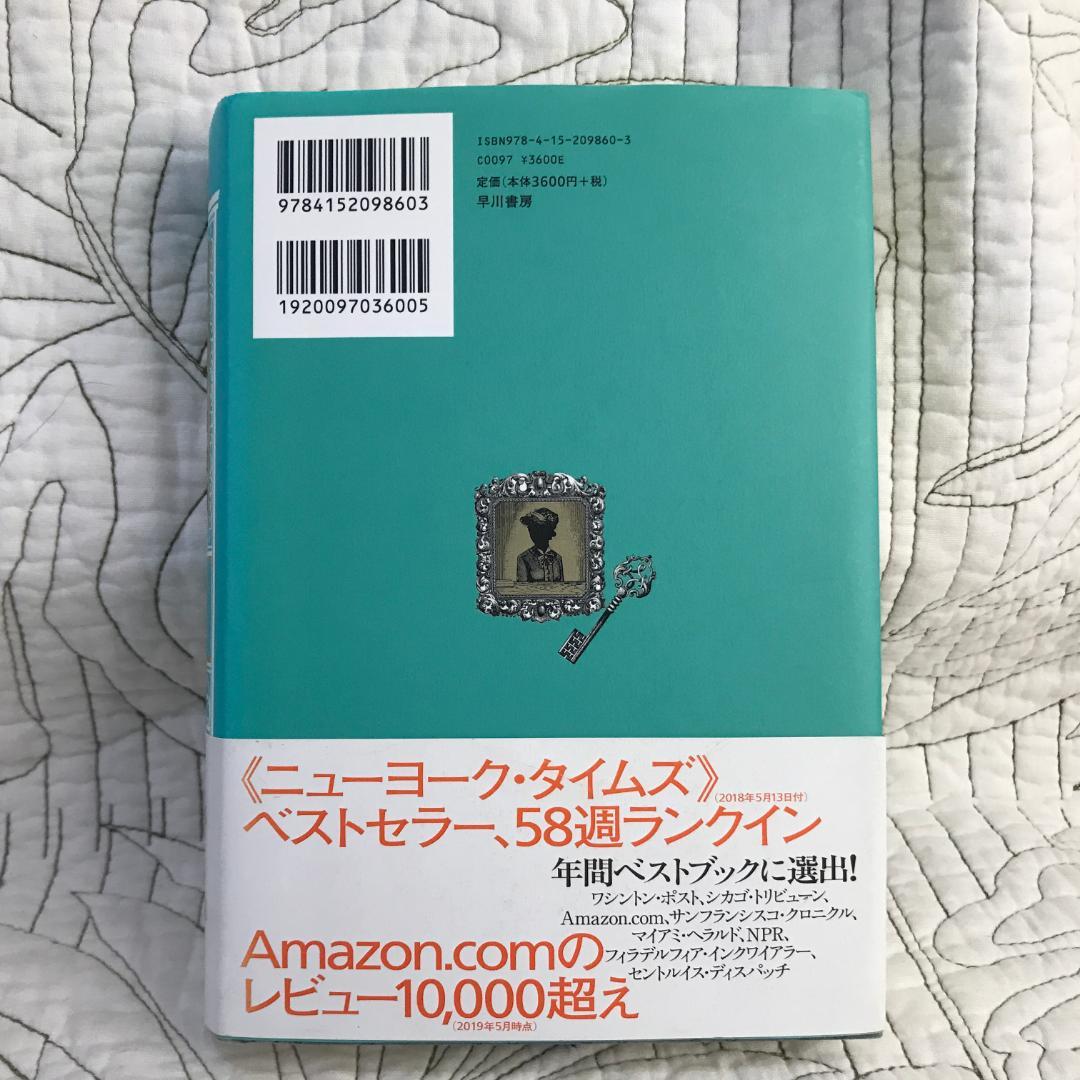 9784152098603
1920097036005
ISBN978-4-15-209860-3
C0097 ¥3600E
定価(本体3600円+税)
早川書房
《ニューヨーク・タイムズ》
(2018年5月13日付)
ベストセラー、58週ランクイン
年間ベストブックに選出!
ワシントン・ポスト、シカゴ・トリビューン、
Amazon.com、サンフランシスコ・クロニクル、
マイアミ・ヘラルド、NPR、
フィラデルフィア・インクワイアラー、
セントルイス・ディスパッチ
Amazon.comの
レビュー10,000超え
(2019年5月時点)